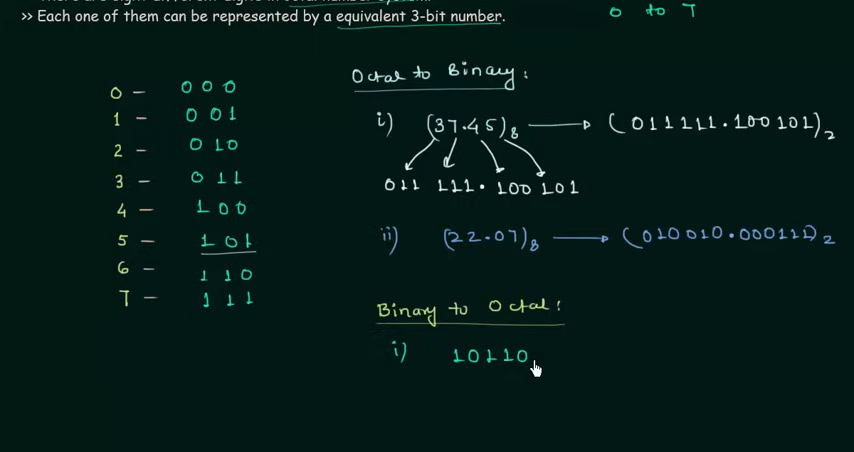 >> Each one of them can be represented by a equivalent 3-bit number.
0 to 7
0 - 000
1 - 001
2 - 010
3 - 011
4 - 100
5 - 101
6 - 110
7 - 111
Octal to Binary:
i) (37.45)8 → (011111.100101)2
011 111.100 101
ii) (22.07)8 → (010010.000111)2
Binary to Octal:
i) 10110